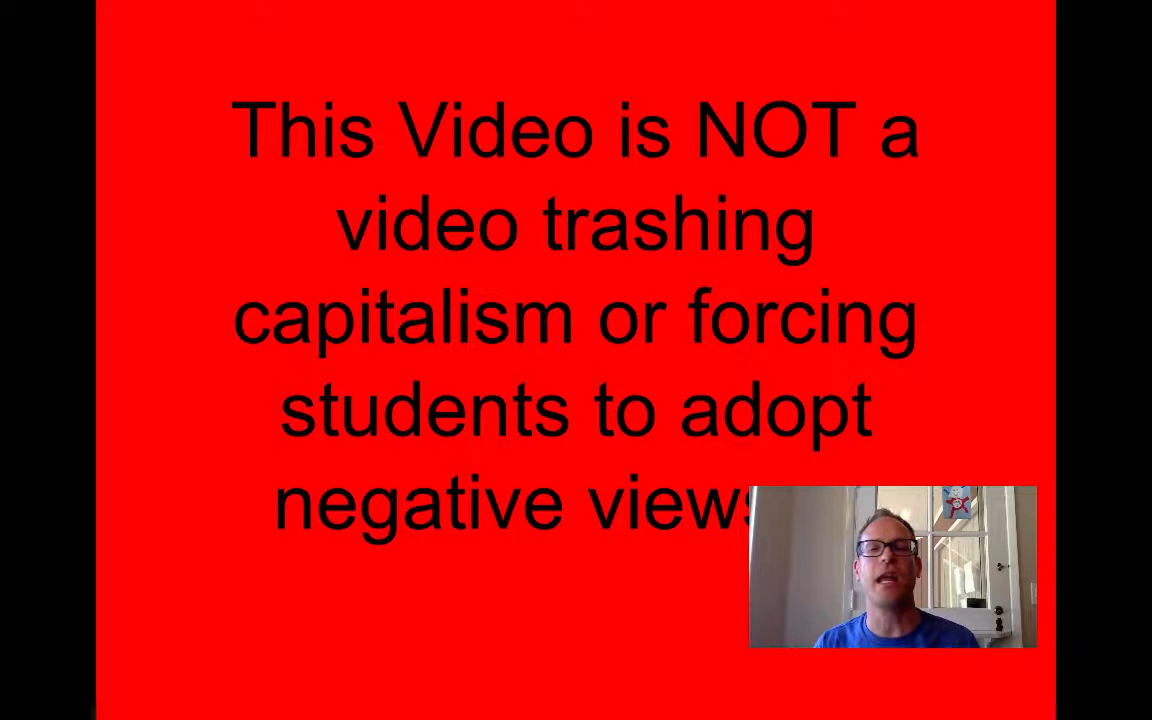 This Video is NOT a
video trashing
capitalism or forcing
students to adopt
negative views